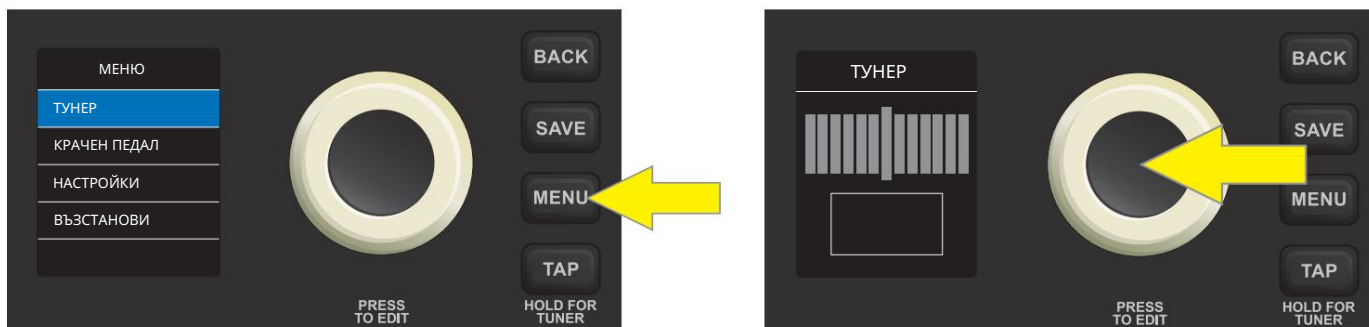 МЕНЮ
ТУНЕР
КРАЧЕН ПЕДАЛ
НАСТРОЙКИ
ВЪЗСТАНОВИ
BACK
SAVE
MENU
TAP
PRESS
TO EDIT
HOLD FOR
TUNER
ТУНЕР
BACK
SAVE
MENU
TAP
PRESS
TO EDIT
HOLD FOR
TUNER